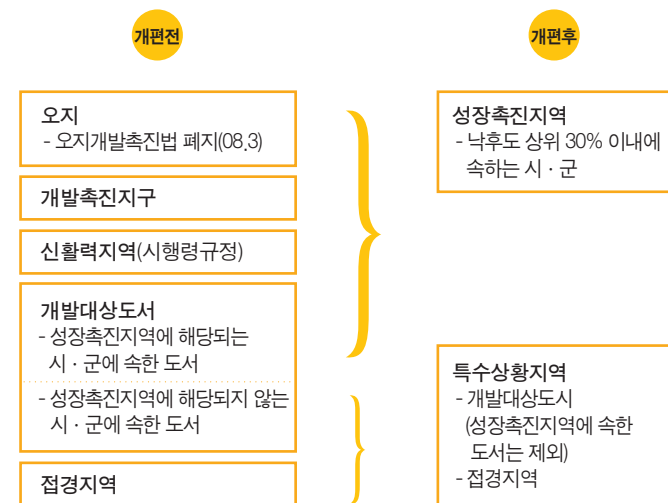 개편전
오지
- 오지개발촉진법 폐지(08.3)
개발촉진지구
신활력지역(시행령규정)
개발대상도서
- 성장촉진지역에 해당되는
시 · 군에 속한 도서
- 성장촉진지역에 해당되지 않는
시 · 군에 속한 도서
접경지역
개편후
성장촉진지역
- 낙후도 상위 30% 이내에
속하는 시 · 군
특수상황지역
- 개발대상도시
(성장촉진지역에 속한
도서는 제외)
- 접경지역